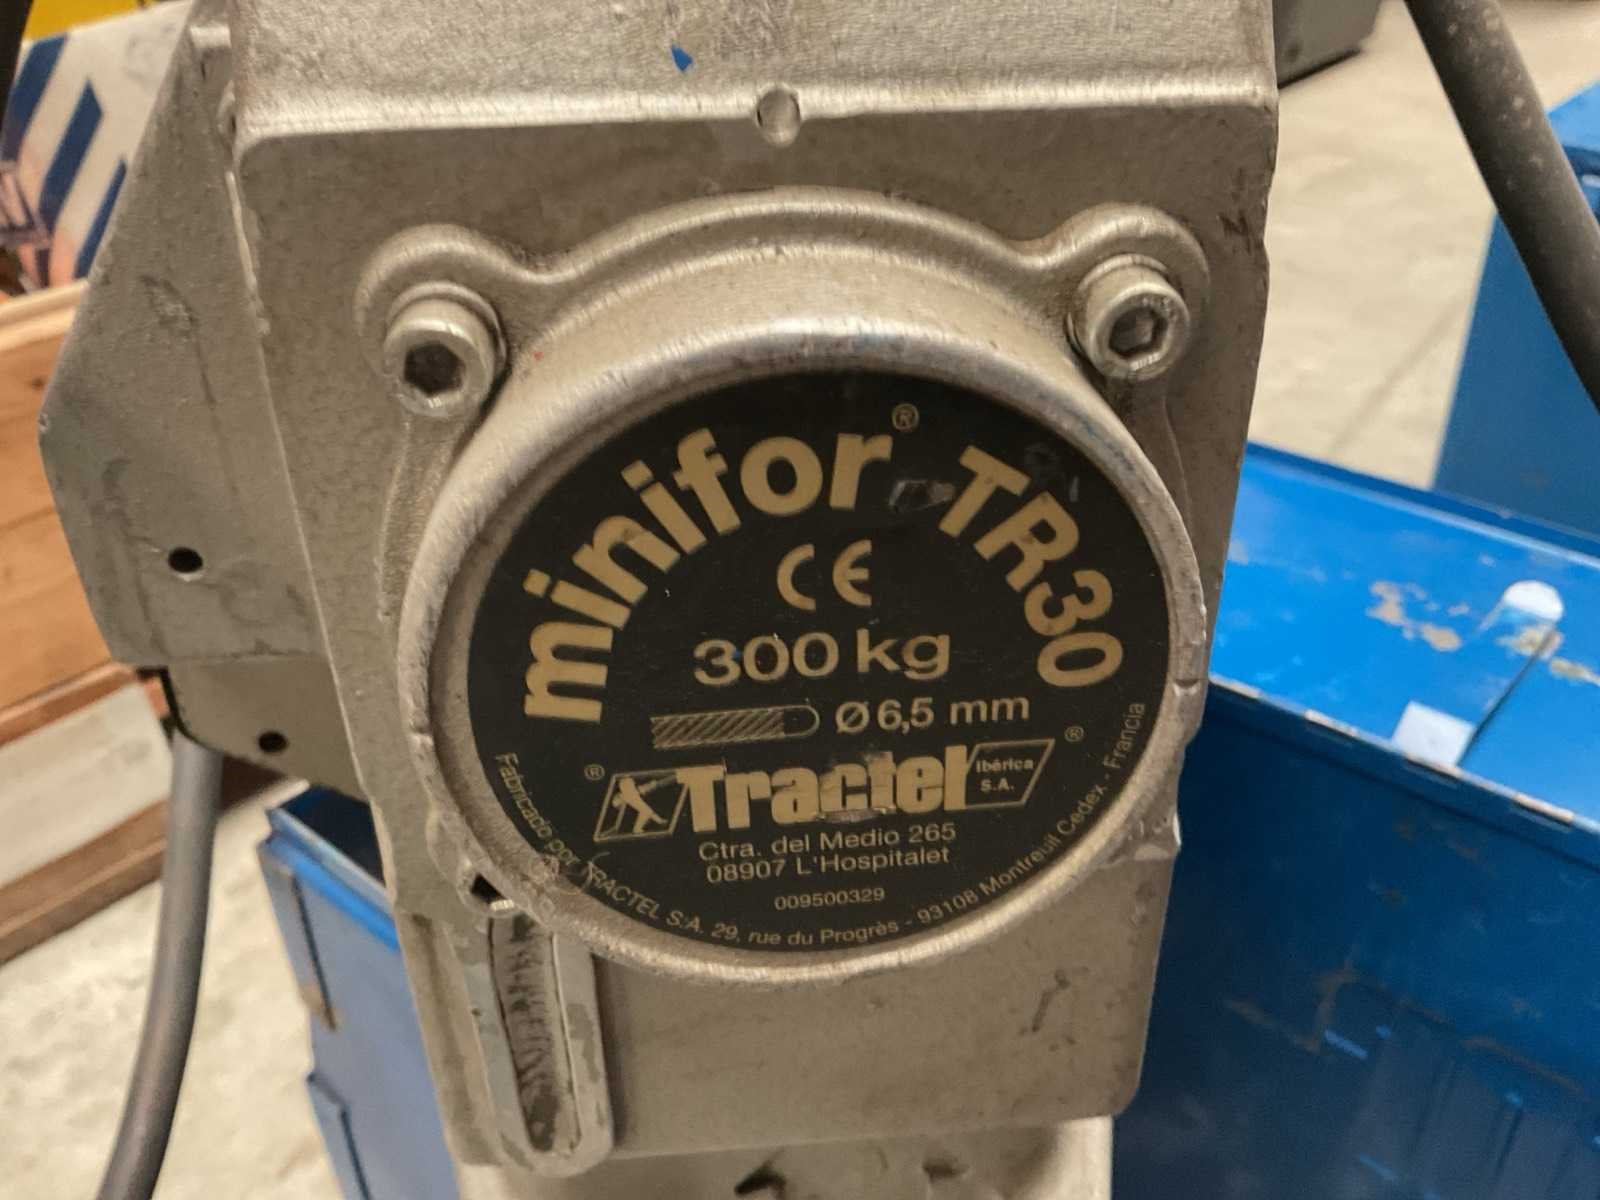 minifor® TR30
CE
300 kg
Ø 6,5 mm
® Tractel Ibérica S.A. ®
Ctra. del Medio 265
08907 L'Hospitalet
009500329
Fabricado por TRACTEL S.A. 29, rue du Progrès - 93108 Montreuil Cedex - Francia